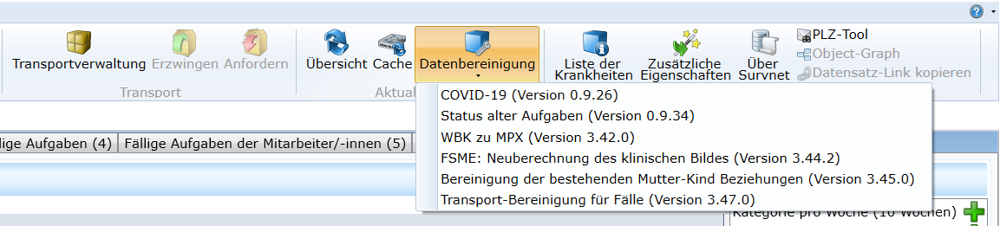 Transportverwaltung Erzwingen Anfordern
Transport
Übersicht Cache Datenbereinigung
Aktual
Liste der Krankheiten
Zusätzliche Eigenschaften
Über Survnet
PLZ-Tool
Object-Graph
Datensatz-Link kopieren
COVID-19 (Version 0.9.26)
Status alter Aufgaben (Version 0.9.34)
WBK zu MPX (Version 3.42.0)
FSME: Neuberechnung des klinischen Bildes (Version 3.44.2)
Bereinigung der bestehenden Mutter-Kind Beziehungen (Version 3.45.0)
Transport-Bereinigung für Fälle (Version 3.47.0)
lige Aufgaben (4) Fällige Aufgaben der Mitarbeiter/-innen (5)
Kategorie pro Woche (10 Wochen)